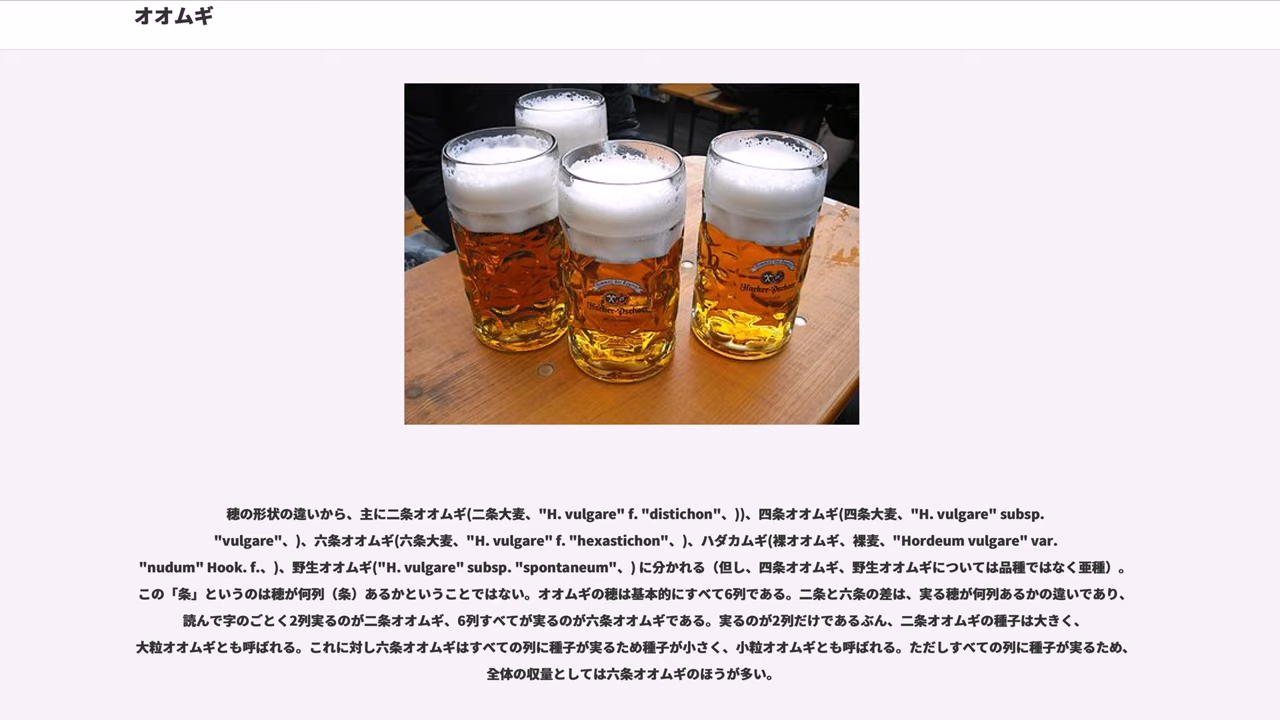 オオムギ
Hacker-Pschorr
Hacker-Pschorr
穂の形状の違いから、主に二条オオムギ(二条大麦、"H. vulgare" f. "distichon"、))、四条オオムギ(四条大麦、"H. vulgare" subsp.
"vulgare"、)、六条オオムギ(六条大麦、"H. vulgare" f. "hexastichon"、)、ハダカムギ(裸オオムギ、裸麦、"Hordeum vulgare" var.
"nudum" Hook. f.、)、野生オオムギ("H. vulgare" subsp. "spontaneum"、) に分かれる（但し、四条オオムギ、野生オオムギについては品種ではなく亜種）。
この「条」というのは穂が何列（条）あるかということではない。オオムギの穂は基本的にすべて6列である。二条と六条の差は、実る穂が何列あるかの違いであり、
読んで字のごとく2列実るのが二条オオムギ、6列すべてが実るのが六条オオムギである。実るのが2列だけであるぶん、二条オオムギの種子は大きく、
大粒オオムギとも呼ばれる。これに対し六条オオムギはすべての列に種子が実るため種子が小さく、小粒オオムギとも呼ばれる。ただしすべての列に種子が実るため、
全体の収量としては六条オオムギのほうが多い。